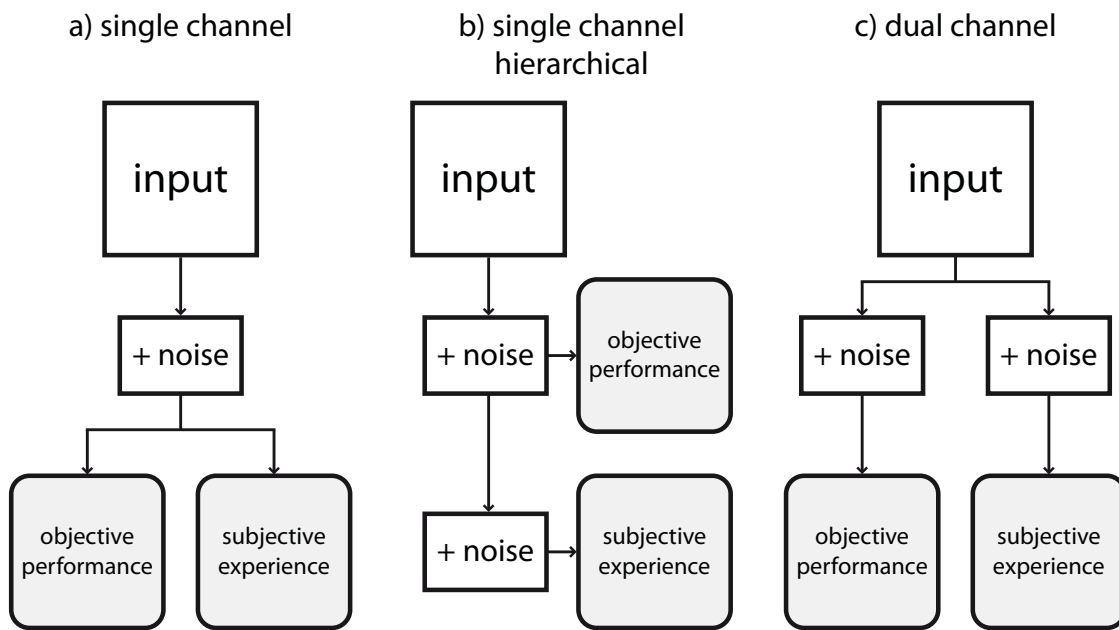 a) single channel
input
+ noise
objective
performance
subjective
experience
b) single channel
hierarchical
input
+ noise
objective
performance
+ noise
subjective
experience
c) dual channel
input
+ noise
+ noise
objective
performance
subjective
experience